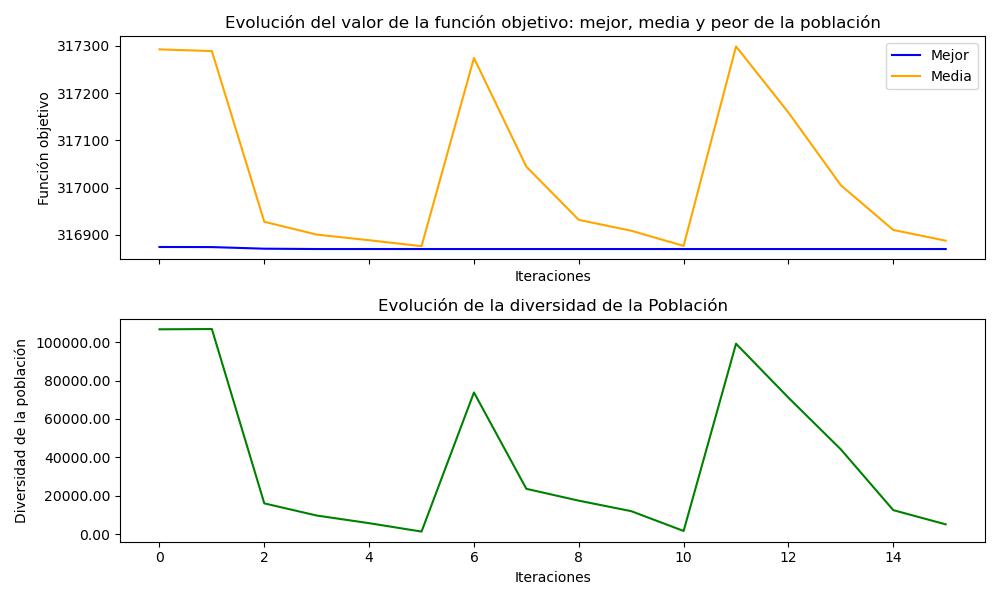 Evolución del valor de la función objetivo: mejor, media y peor de la población
317300
317200
317100
317000
316900
Función objetivo
Mejor
Media
Iteraciones
Evolución de la diversidad de la Población
100000.00
80000.00
60000.00
40000.00
20000.00
0.00
Diversidad de la población
0 2 4 6 8 10 12 14
Iteraciones